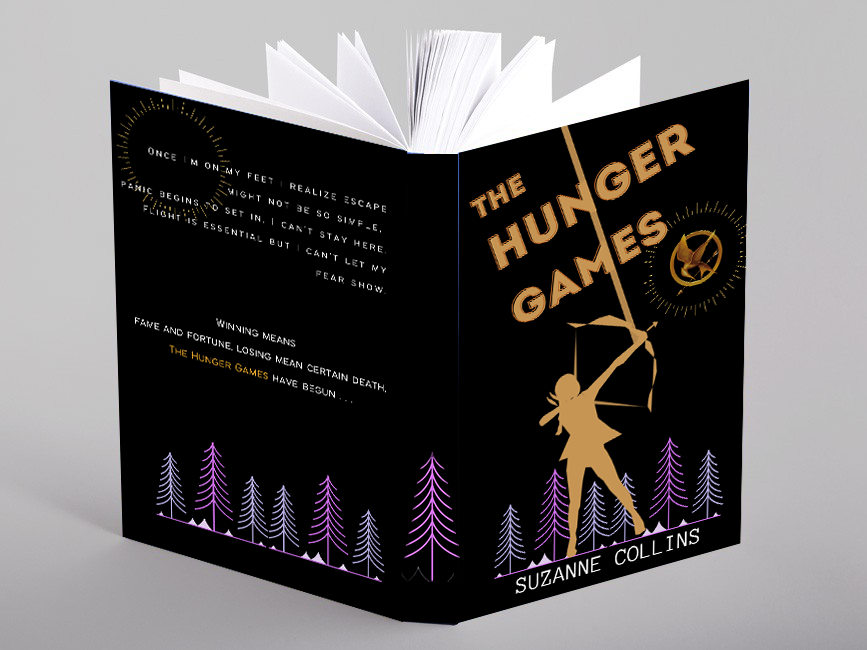 ONCE I'M ON MY FEET I REALIZE ESCAPE
MIGHT NOT BE SO SIMPLE.
PANIC BEGINS TO SET IN. I CAN'T STAY HERE.
FLIGHT IS ESSENTIAL BUT I CAN'T LET MY
FEAR SHOW.
WINNING MEANS
FAME AND FORTUNE. LOSING MEAN CERTAIN DEATH.
THE HUNGER GAMES HAVE BEGUN . . .
THE
HUNGER
GAMES
SUZANNE COLLINS